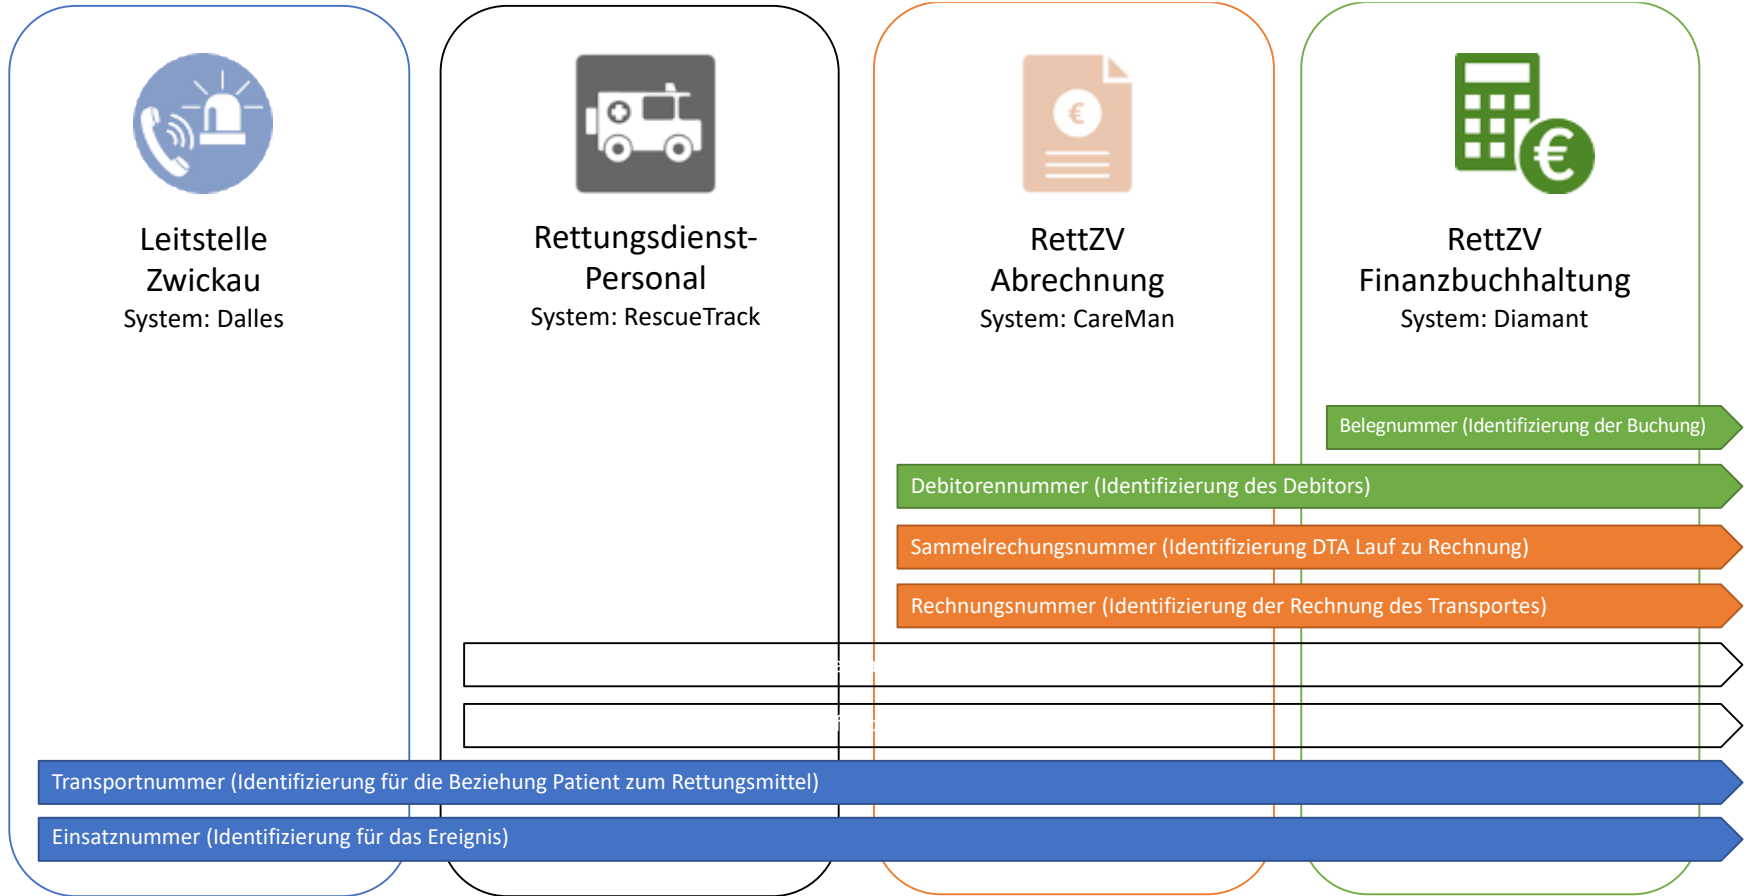 Leitstelle
Zwickau
System: Dalles
Rettungsdienst-
Personal
System: RescueTrack
RettZV
Abrechnung
System: CareMan
RettZV
Finanzbuchhaltung
System: Diamant
Belegnummer (Identifizierung der Buchung)
Debitorennummer (Identifizierung des Debitors)
Sammelrechungsnummer (Identifizierung DTA Lauf zu Rechnung)
Rechnungsnummer (Identifizierung der Rechnung des Transportes)
Transportnummer (Identifizierung für die Beziehung Patient zum Rettungsmittel)
Einsatznummer (Identifizierung für das Ereignis)